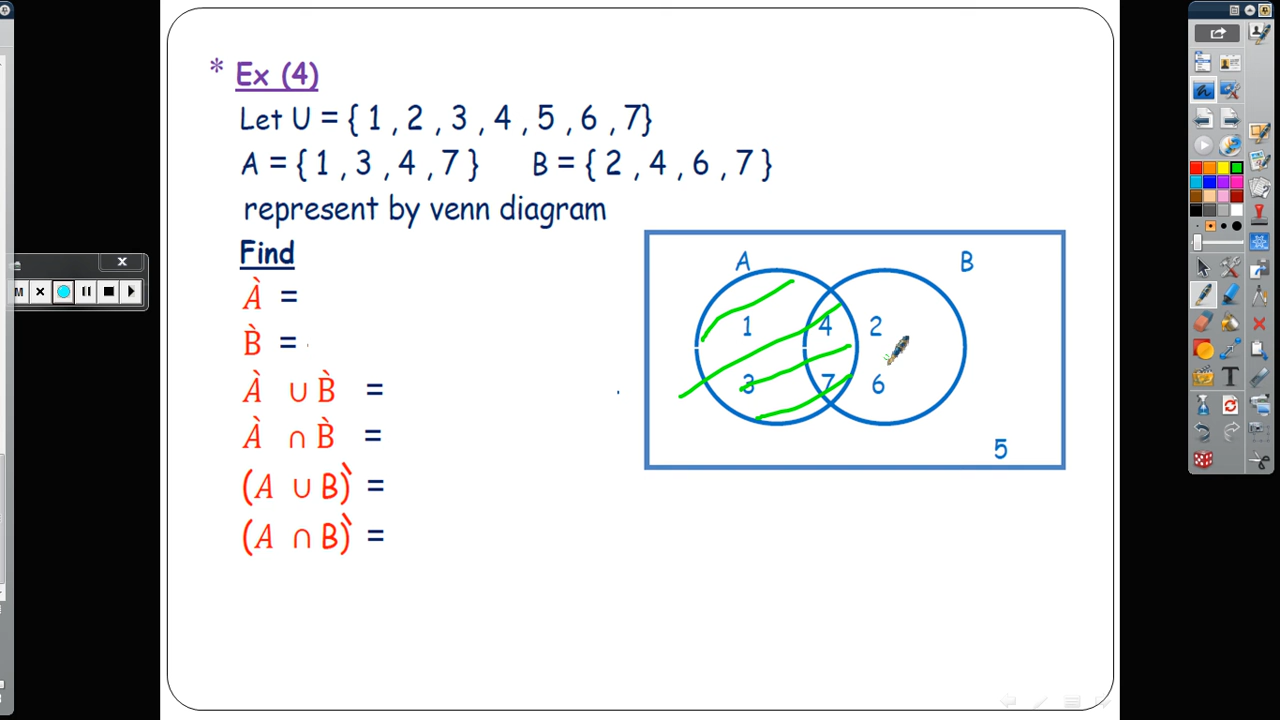 * Ex (4)
Let U = { 1 , 2 , 3 , 4 , 5 , 6 , 7}
A = { 1 , 3 , 4 , 7 } B = { 2 , 4 , 6 , 7 }
represent by venn diagram
Find
À =
B̀ =
À ∪ B̀ =
À ∩ B̀ =
(A ∪ B)̀ =
(A ∩ B)̀ =
A B
1 4 2
3 7 6
5
M
T